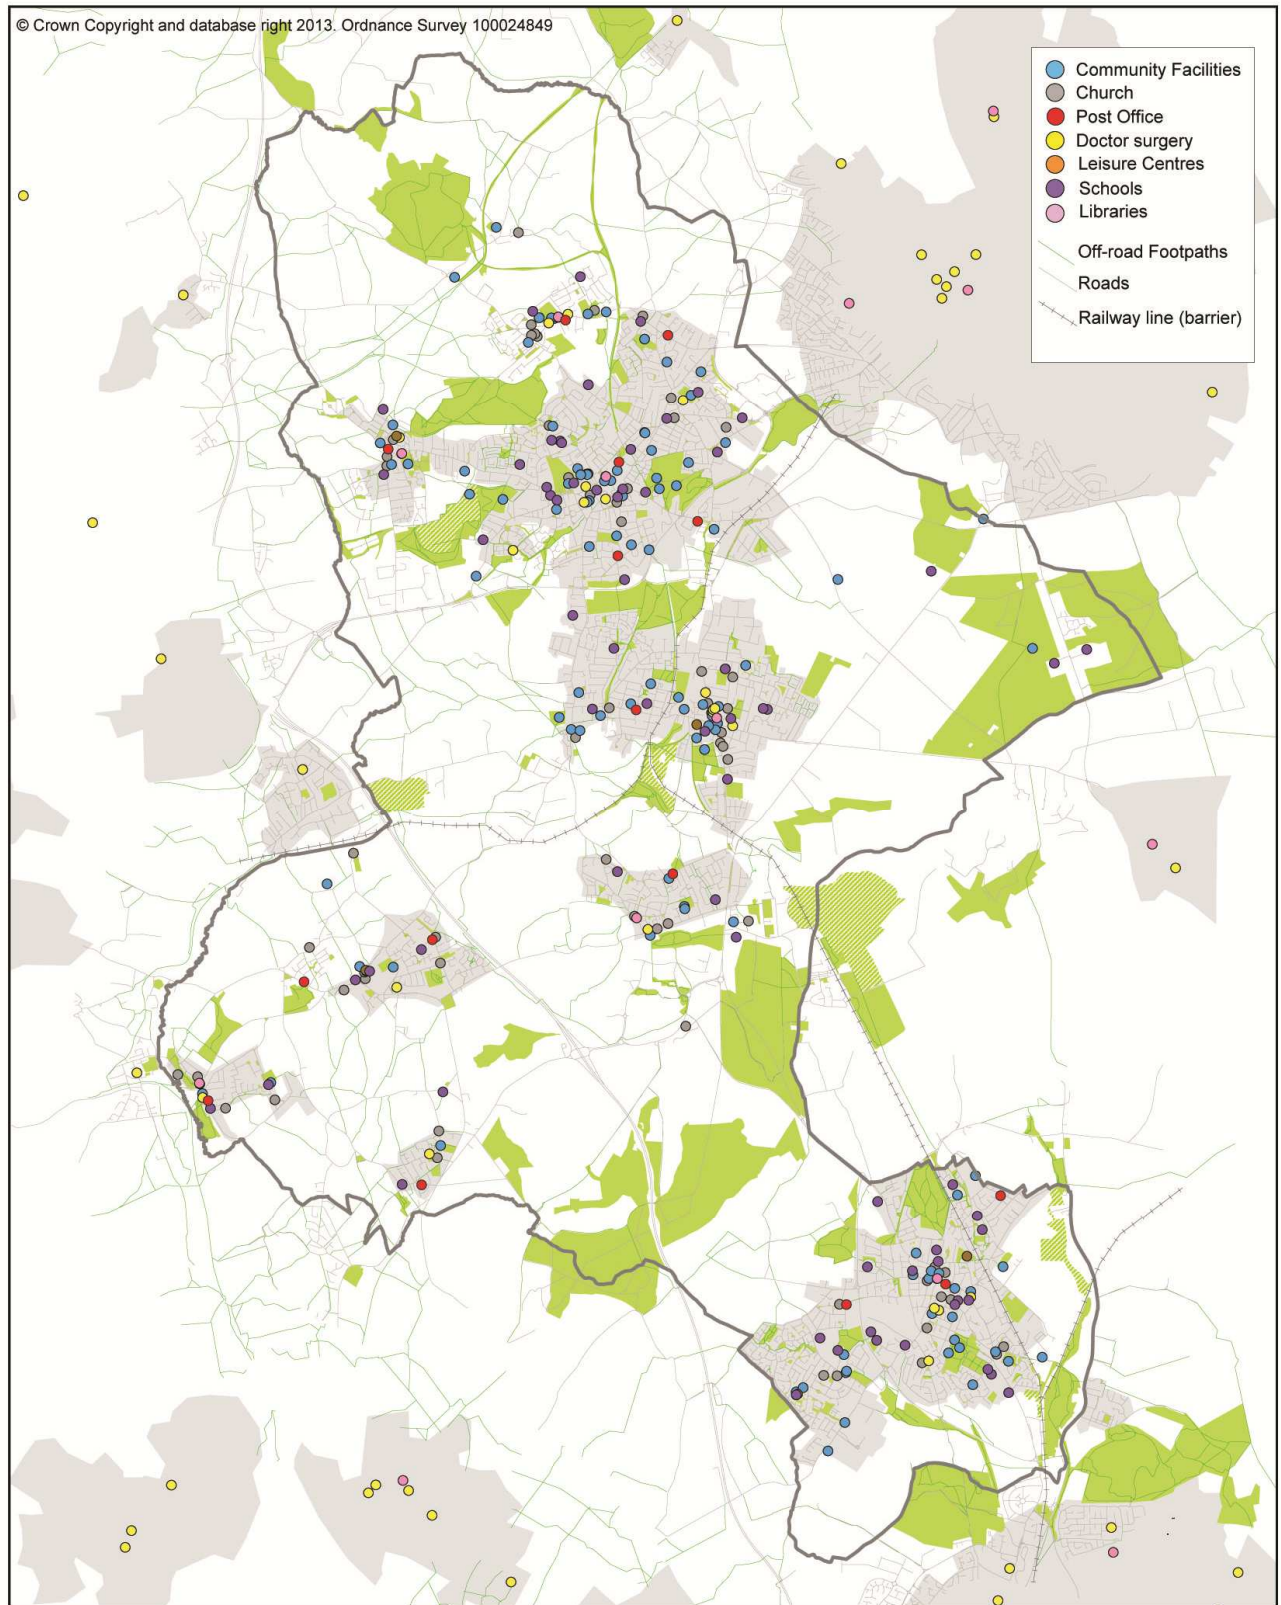 © Crown Copyright and database right 2013. Ordnance Survey 100024849
Community Facilities
Church
Post Office
Doctor surgery
Leisure Centres
Schools
Libraries
Off-road Footpaths
Roads
Railway line (barrier)